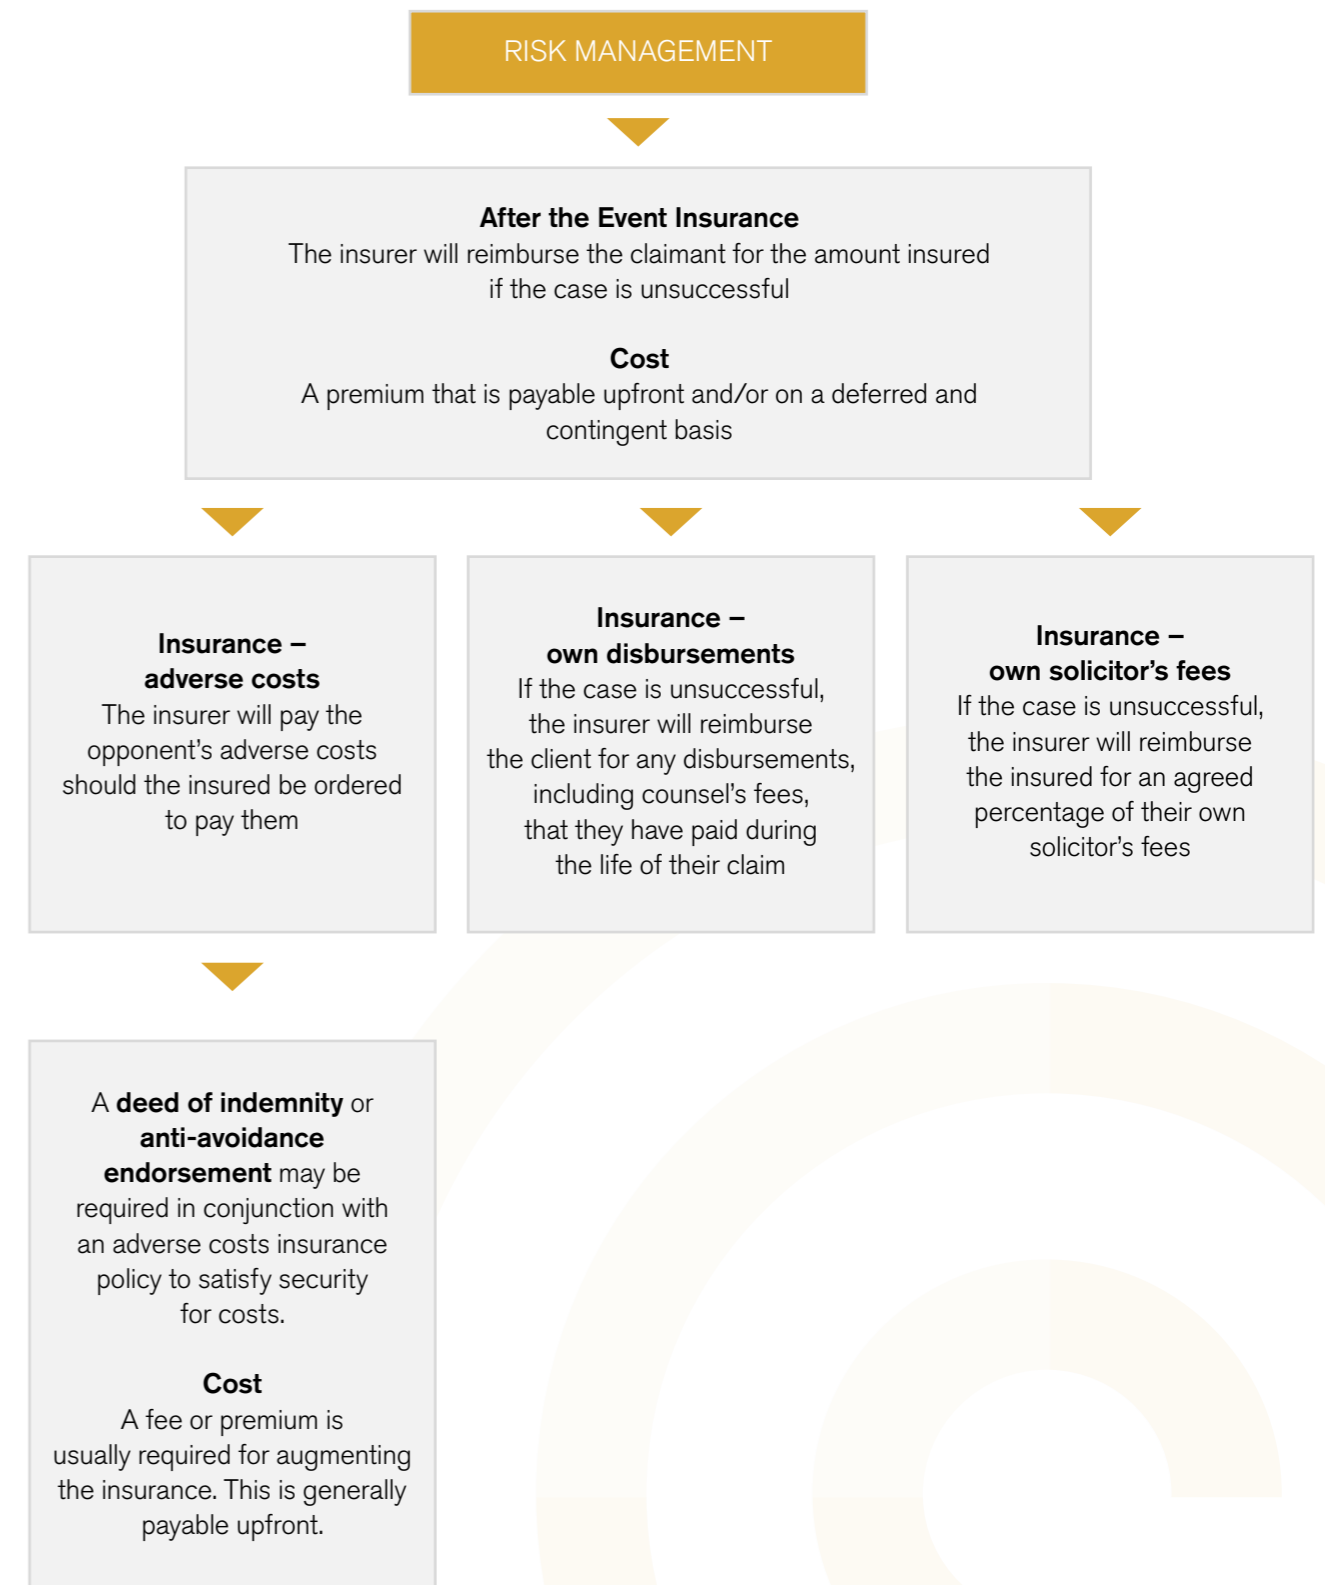 RISK MANAGEMENT
After the Event Insurance
The insurer will reimburse the claimant for the amount insured
if the case is unsuccessful
Cost
A premium that is payable upfront and/or on a deferred and
contingent basis
Insurance –
adverse costs
The insurer will pay the
opponent’s adverse costs
should the insured be ordered
to pay them
Insurance –
own disbursements
If the case is unsuccessful,
the insurer will reimburse
the client for any disbursements,
including counsel’s fees,
that they have paid during
the life of their claim
Insurance –
own solicitor’s fees
If the case is unsuccessful,
the insurer will reimburse
the insured for an agreed
percentage of their own
solicitor’s fees
A deed of indemnity or
anti-avoidance
endorsement may be
required in conjunction with
an adverse costs insurance
policy to satisfy security
for costs.
Cost
A fee or premium is
usually required for augmenting
the insurance. This is generally
payable upfront.